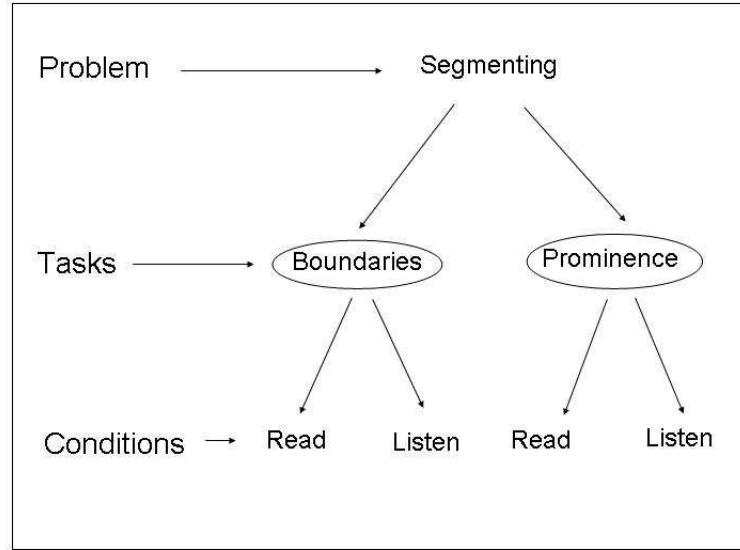 Problem Segmenting
Tasks Boundaries Prominence
Conditions Read Listen Read Listen